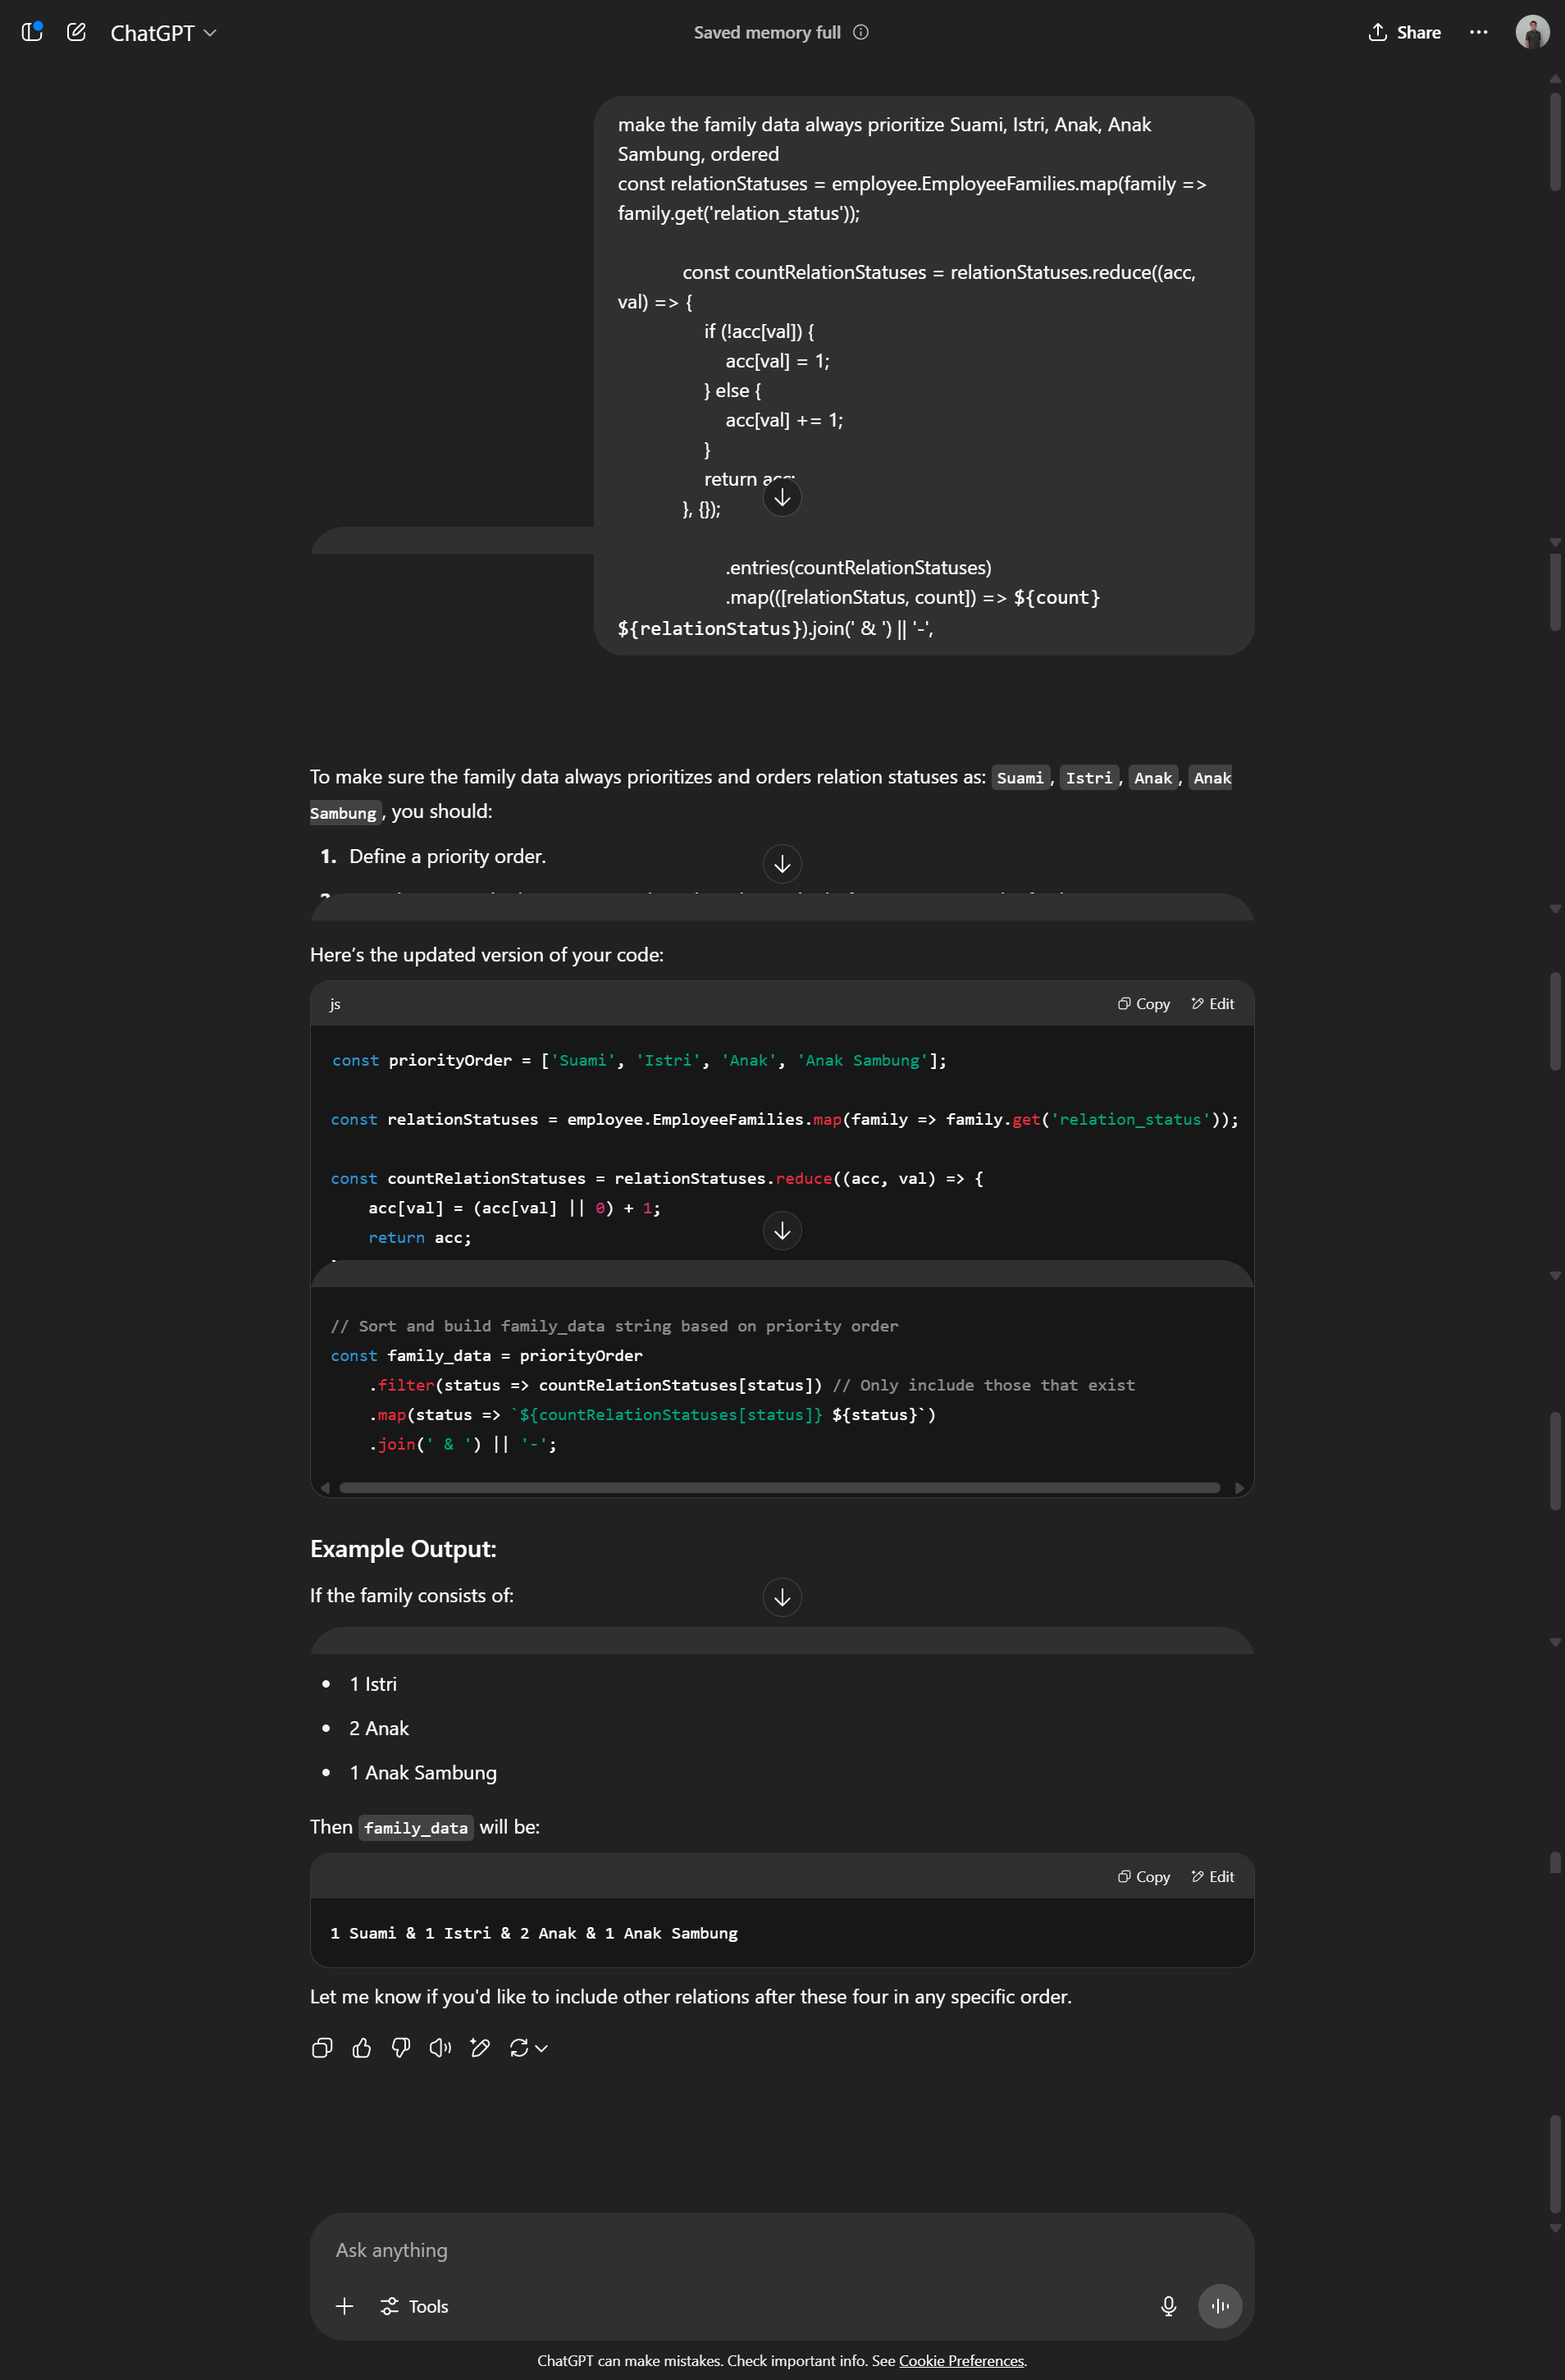 ChatGPT
Saved memory full
Share
make the family data always prioritize Suami, Istri, Anak, Anak
Sambung, ordered
const relationStatuses = employee.EmployeeFamilies.map(family =>
family.get('relation_status'));
const countRelationStatuses = relationStatuses.reduce((acc,
val) => {
if (!acc[val]) {
acc[val] = 1;
} else {
acc[val] += 1;
}
return acc;
}, {});
.entries(countRelationStatuses)
.map(([relationStatus, count]) => ${count}
${relationStatus}).join(' & ') || '-',
To make sure the family data always prioritizes and orders relation statuses as: Suami, Istri, Anak, Anak
Sambung, you should:
1. Define a priority order.
Here’s the updated version of your code:
js
Copy
Edit
const priorityOrder = ['Suami', 'Istri', 'Anak', 'Anak Sambung'];
const relationStatuses = employee.EmployeeFamilies.map(family => family.get('relation_status'));
const countRelationStatuses = relationStatuses.reduce((acc, val) => {
acc[val] = (acc[val] || 0) + 1;
return acc;
// Sort and build family_data string based on priority order
const family_data = priorityOrder
.filter(status => countRelationStatuses[status]) // Only include those that exist
.map(status => `${countRelationStatuses[status]} ${status}`)
.join(' & ') || '-';
Example Output:
If the family consists of:
• 1 Istri
• 2 Anak
• 1 Anak Sambung
Then family_data will be:
Copy
Edit
1 Suami & 1 Istri & 2 Anak & 1 Anak Sambung
Let me know if you'd like to include other relations after these four in any specific order.
Ask anything
Tools
ChatGPT can make mistakes. Check important info. See Cookie Preferences.